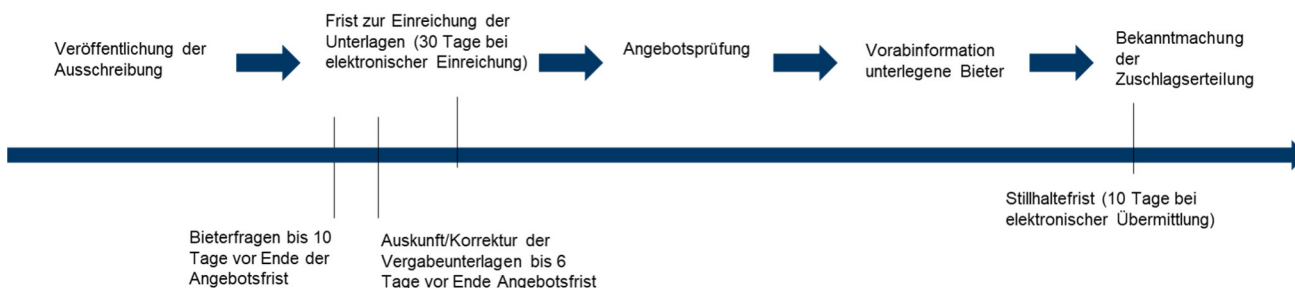 Veröffentlichung der
Ausschreibung
Frist zur Einreichung der
Unterlagen (30 Tage bei
elektronischer Einreichung)
Angebotsprüfung
Vorabinformation
unterlegene Bieter
Bekanntmachung
der
Zuschlagserteilung
Bieterfragen bis 10
Tage vor Ende der
Angebotsfrist
Auskunft/Korrektur der
Vergabeunterlagen bis 6
Tage vor Ende Angebotsfrist
Stillhaltefrist (10 Tage bei
elektronischer Übermittlung)